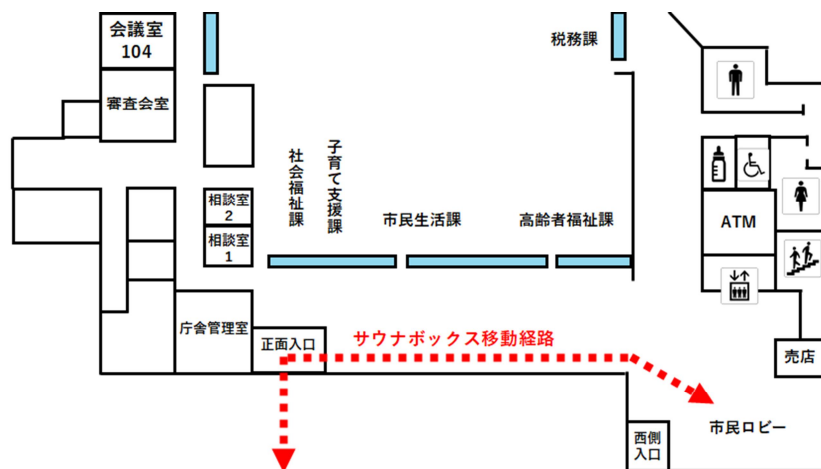 会議室
104
税務課
審査会室
社会福祉課
子育て支援課
相談室
2
市民生活課
高齢者福祉課
ATM
相談室
1
庁舎管理室
正面入口
サウナボックス移動経路
売店
市民ロビー
西側
入口